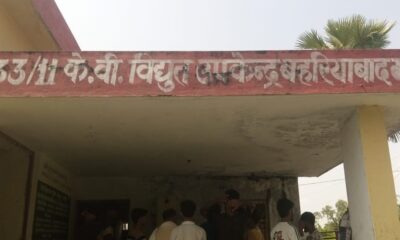 33/11 के.वी. विद्युत उपकेन्द्र बहरियाबाद